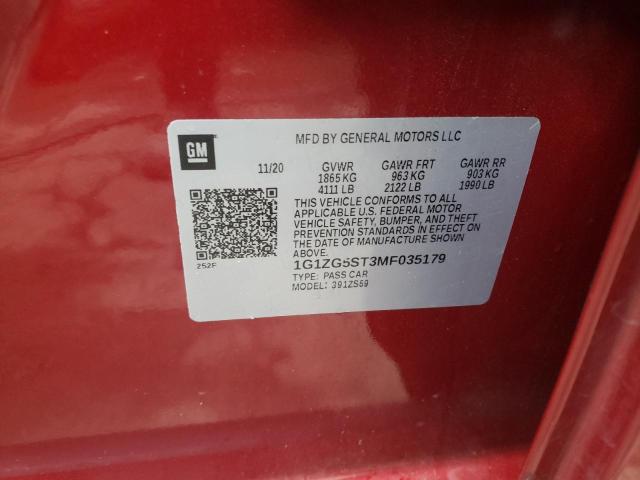 GM
MFD BY GENERAL MOTORS LLC
11/20 GVWR GAWR FRT GAWR RR
1865 KG 963 KG 903 KG
4111 LB 2122 LB 1990 LB
THIS VEHICLE CONFORMS TO ALL
APPLICABLE U.S. FEDERAL MOTOR
VEHICLE SAFETY, BUMPER, AND THEFT
PREVENTION STANDARDS IN EFFECT ON
THE DATE OF MANUFACTURE SHOWN
ABOVE.
252F
1G1ZG5ST3MF035179
TYPE: PASS CAR
MODEL: 391ZS69